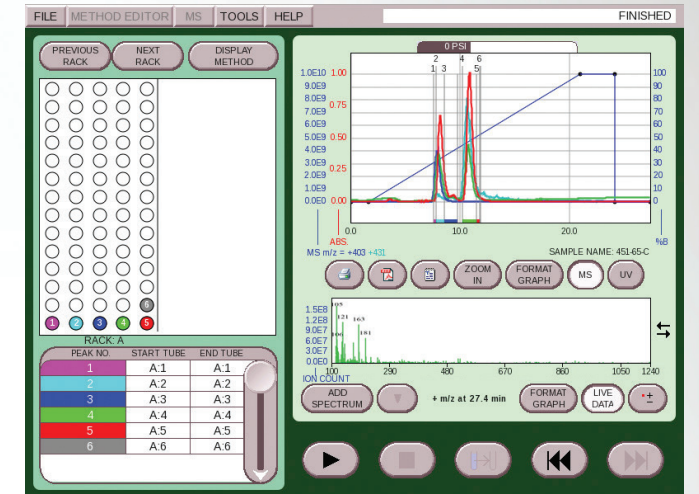 FILE METHOD EDITOR MS TOOLS HELP FINISHED
PREVIOUS RACK NEXT RACK DISPLAY METHOD
6
1 2 3 4 5
RACK: A
PEAK NO. START TUBE END TUBE
1 A:1 A:1
2 A:2 A:2
3 A:3 A:3
4 A:4 A:4
5 A:5 A:5
6 A:6 A:6
0 PSI
2 4 6
1 3 5
1.0E10 1.00 100
9.0E9 90
8.0E9 0.75 80
7.0E9 70
6.0E9 60
5.0E9 0.50 50
4.0E9 40
3.0E9 0.25 30
2.0E9 20
1.0E9 10
0.0E0 0.00 0
0.0 10.0 20.0
ABS. %B
MS m/z = +403 +431 SAMPLE NAME: 451-65-C
ZOOM IN FORMAT GRAPH MS UV
1.5E8 105
1.2E8 121 163
9.0E7 106 181
6.0E7
3.0E7
0.0E0
100 290 480 670 860 1050 1240
ION COUNT
ADD SPECTRUM + m/z at 27.4 min FORMAT GRAPH LIVE DATA